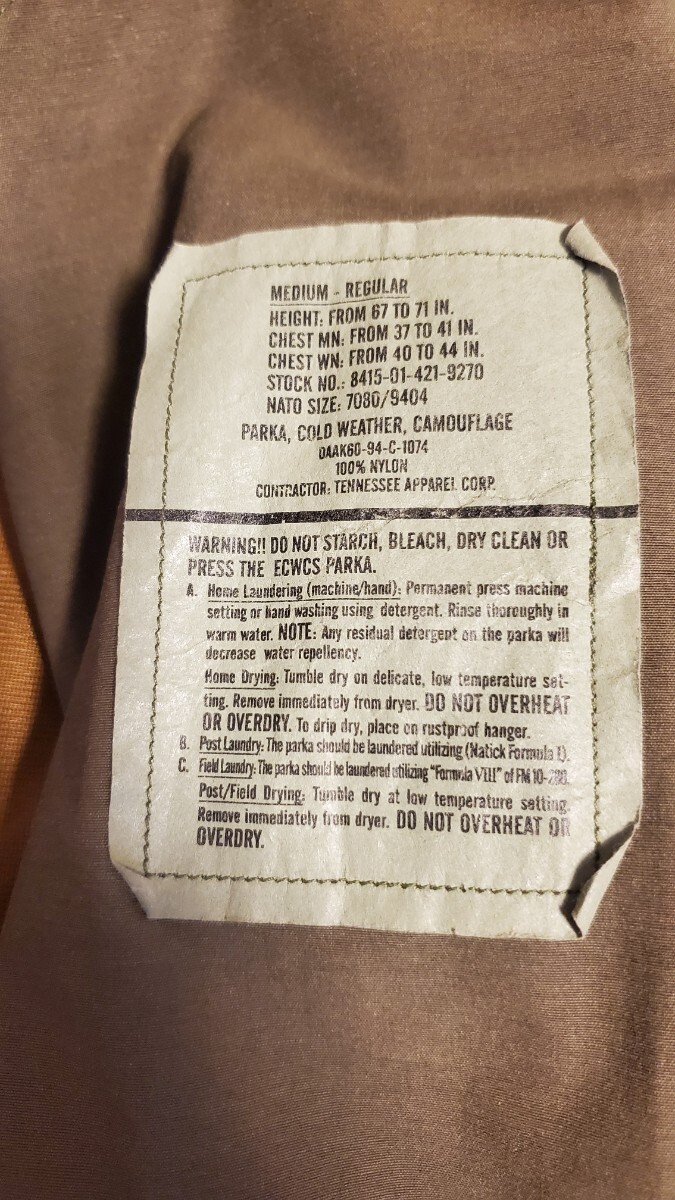 MEDIUM - REGULAR
HEIGHT: FROM 67 TO 71 IN.
CHEST MN: FROM 37 TO 41 IN.
CHEST WN: FROM 40 TO 44 IN.
STOCK NO.: 8415-01-421-9270
NATO SIZE: 7080/9404
PARKA, COLD WEATHER, CAMOUFLAGE
DAAK60-94-C-1074
100% NYLON
CONTRACTOR: TENNESSEE APPAREL CORP.
WARNING!! DO NOT STARCH, BLEACH, DRY CLEAN OR
PRESS THE ECWCS PARKA.
A. Home Laundering (machine/hand): Permanent press machine
setting or hand washing using detergent. Rinse thoroughly in
warm water. NOTE: Any residual detergent on the parka will
decrease water repellency.
Home Drying: Tumble dry on delicate, low temperature set-
ting. Remove immediately from dryer. DO NOT OVERHEAT
OR OVERDRY. To drip dry, place on rustproof hanger.
B. Post Laundry: The parka should be laundered utilizing (Natick Formula I).
C. Field Laundry: The parka should be laundered utilizing "Formula VIII" of FM
Post/Field Drying: Tumble dry at low temperature setting.
Remove immediately from dryer. DO NOT OVERHEAT OR
OVERDRY.